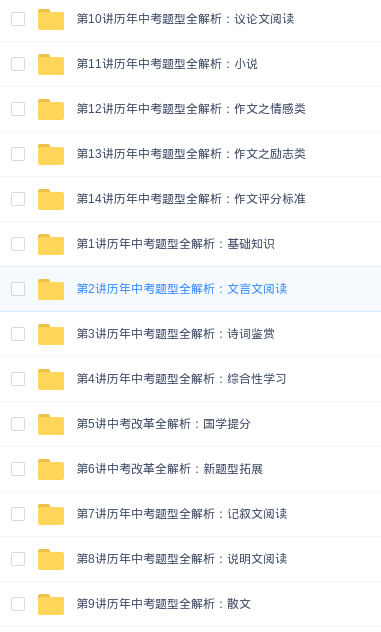 第10讲历年中考题型全解析：议论文阅读
第11讲历年中考题型全解析：小说
第12讲历年中考题型全解析：作文之情感类
第13讲历年中考题型全解析：作文之励志类
第14讲历年中考题型全解析：作文评分标准
第1讲历年中考题型全解析：基础知识
第2讲历年中考题型全解析：文言文阅读
第3讲历年中考题型全解析：诗词鉴赏
第4讲历年中考题型全解析：综合性学习
第5讲中考改革全解析：国学提分
第6讲中考改革全解析：新题型拓展
第7讲历年中考题型全解析：记叙文阅读
第8讲历年中考题型全解析：说明文阅读
第9讲历年中考题型全解析：散文